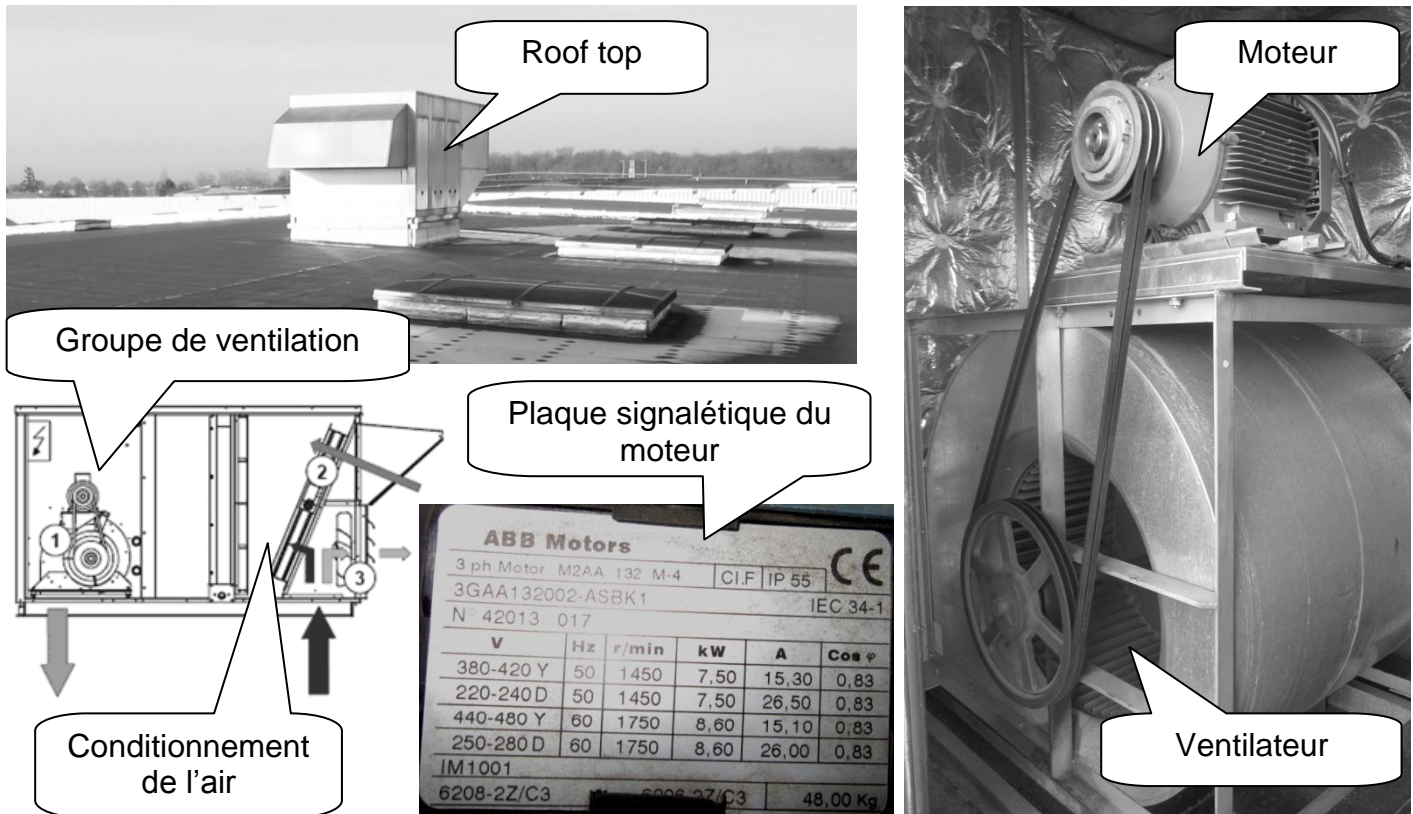 Roof top
Moteur
Groupe de ventilation
Plaque signalétique du
moteur
1
2
3
ABB Motors
CE
3 ph Motor M2AA 132 M-4 CI.F IP 55
3GAA132002-ASBK1 IEC 34-1
N° 42013 017
V Hz r/min kW A Cos φ
380-420 Y 50 1450 7,50 15,30 0,83
220-240 D 50 1450 7,50 26,50 0,83
440-480 Y 60 1750 8,60 15,10 0,83
250-280 D 60 1750 8,60 26,00 0,83
IM1001
6208-2Z/C3 6206-2Z/C3 48,00 Kg
Conditionnement
de l'air
Ventilateur